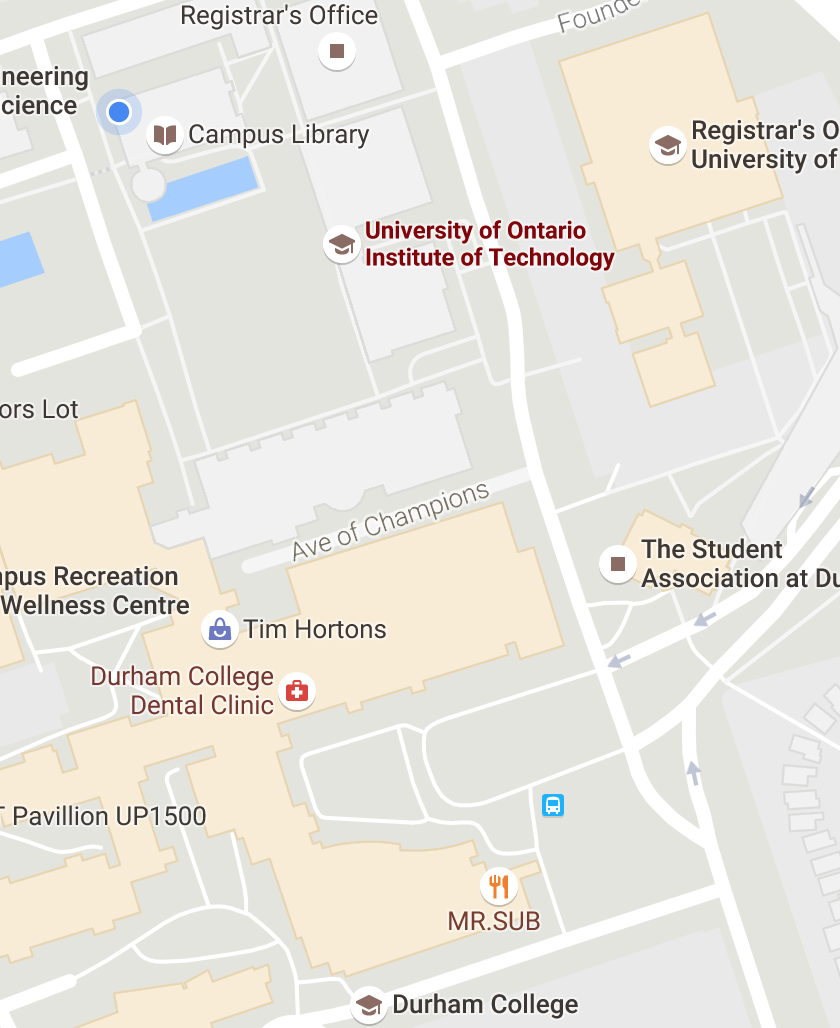 Registrar's Office
Founde
neering
cience
Campus Library
Registrar's O
University of
University of Ontario
Institute of Technology
ors Lot
Ave of Champions
The Student
Association at Du
npus Recreation
Wellness Centre
Tim Hortons
Durham College
Dental Clinic
T Pavillion UP1500
MR.SUB
Durham College